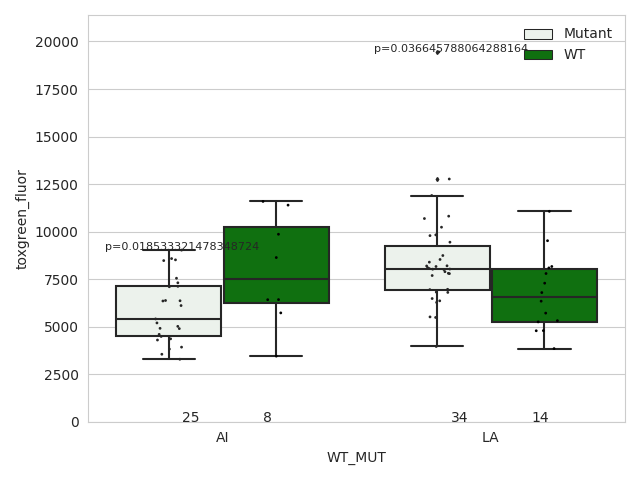 20000
17500
15000
12500
10000
7500
5000
2500
0
toxgreen_fluor
Mutant
WT
p=0.036645788064288164
p=0.018533321478348724
25
8
34
14
AI
LA
WT_MUT